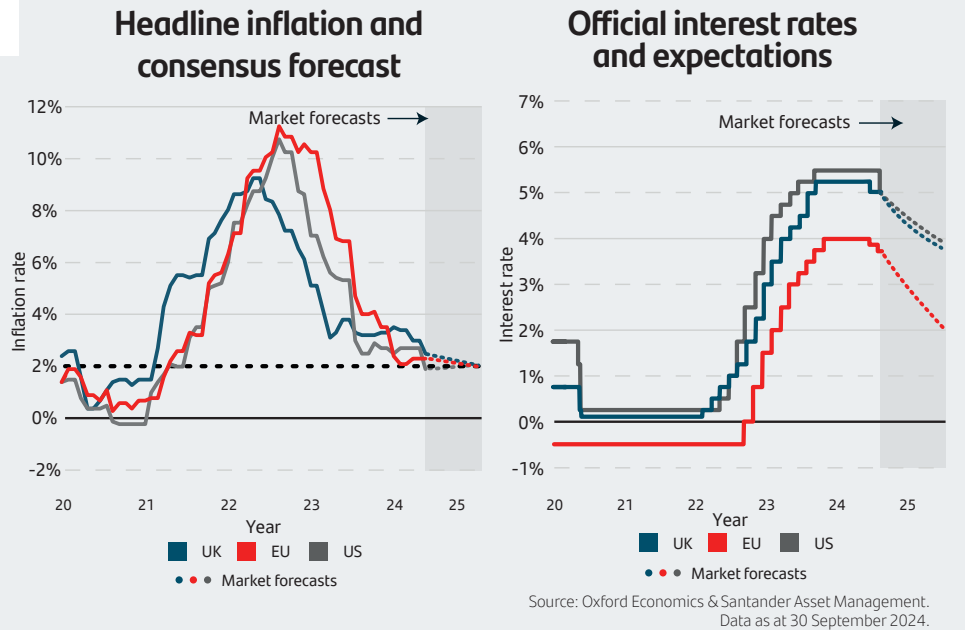 Headline inflation and
consensus forecast
12%
10%
8%
6%
4%
2%
0%
-2%
Inflation rate
Market forecasts
20 21 22 23 24 25
Year
UK EU US
Market forecasts
Official interest rates
and expectations
7%
6%
5%
4%
3%
2%
1%
0%
-1%
Interest rate
Market forecasts
20 21 22 23 24 25
Year
UK EU US
Market forecasts
Source: Oxford Economics & Santander Asset Management.
Data as at 30 September 2024.